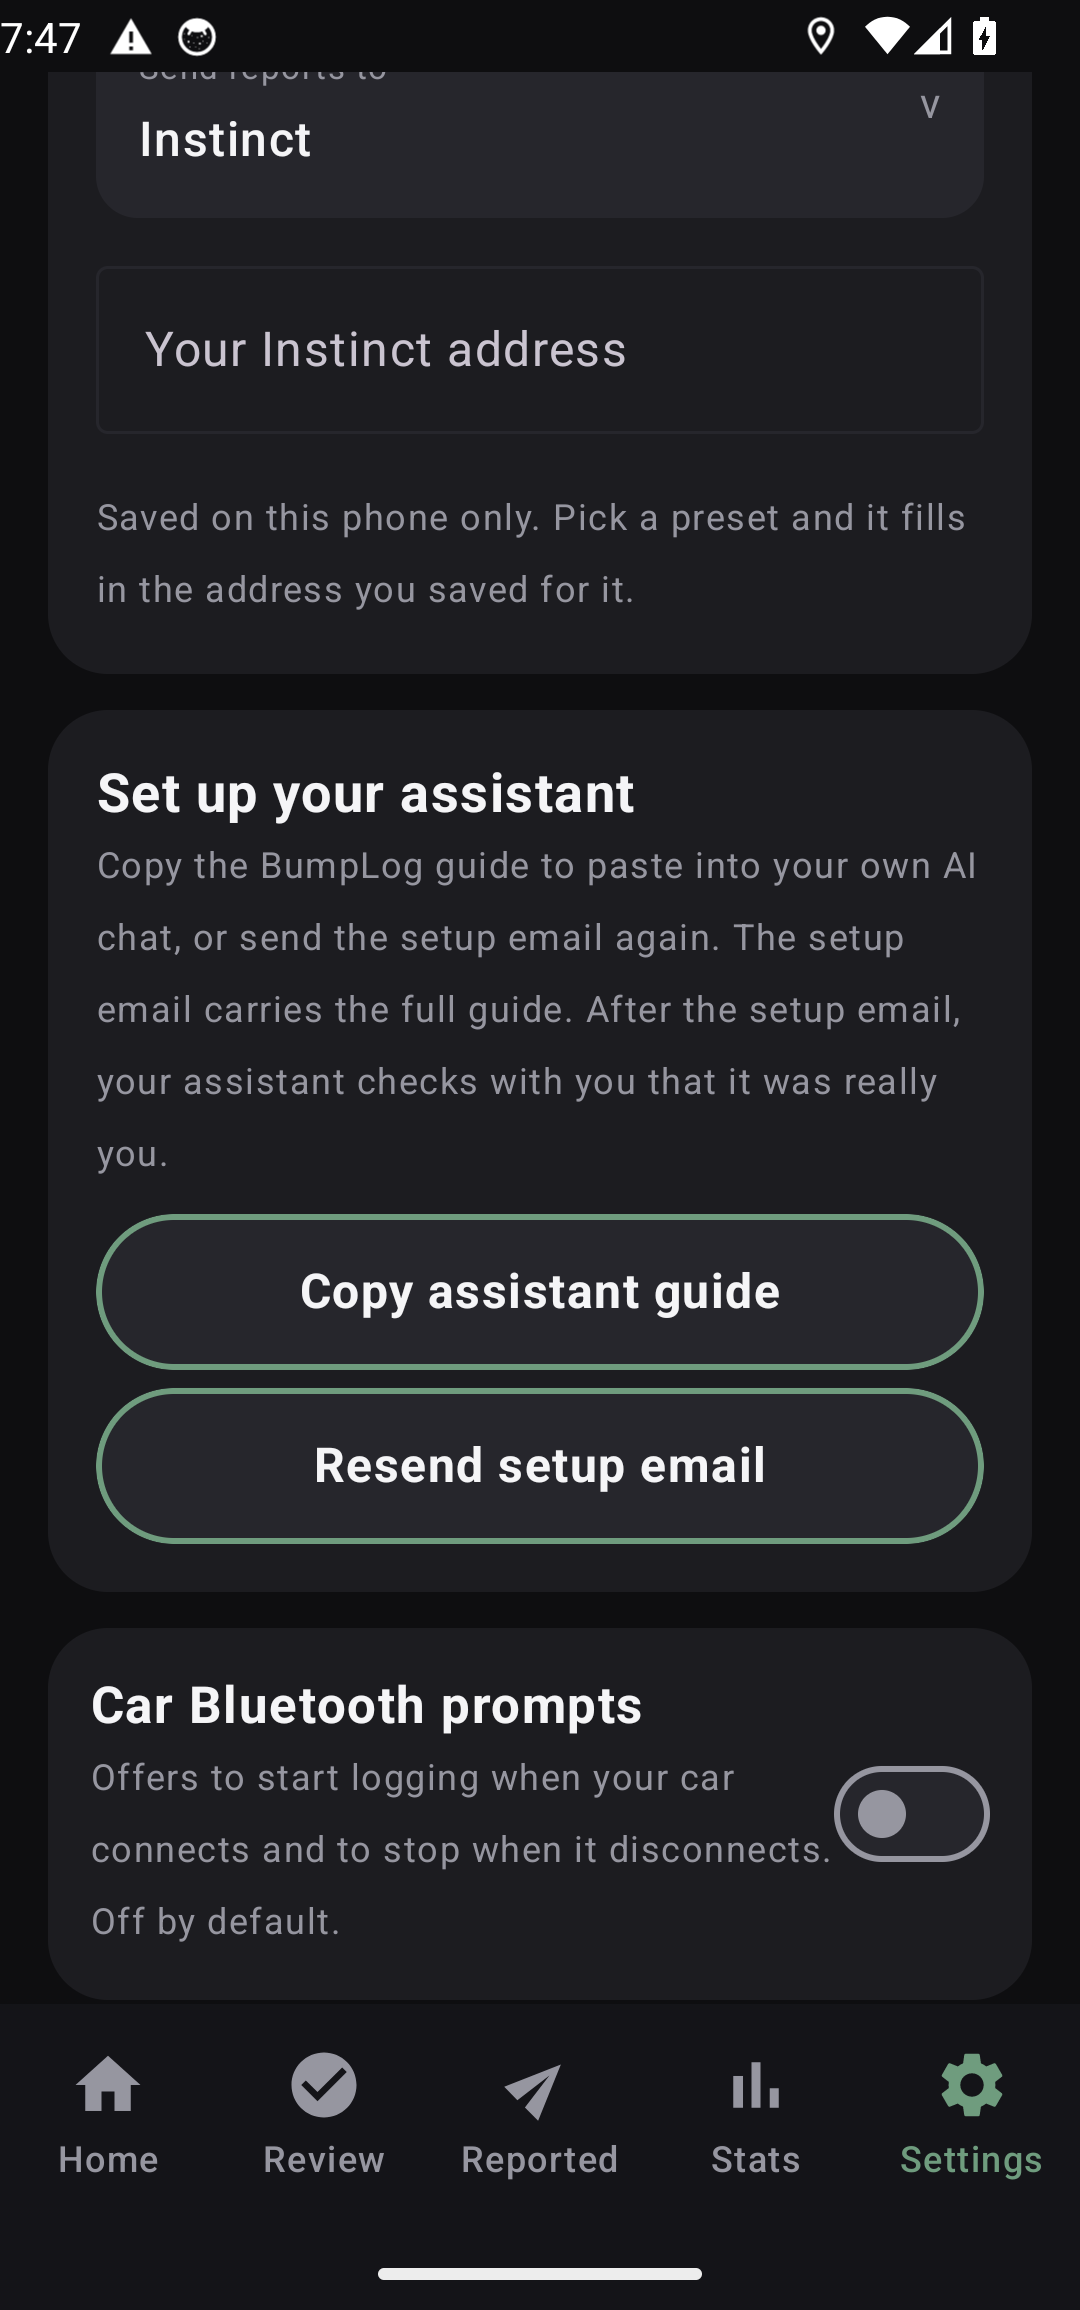 7:47
Send reports to
Instinct
v
Your Instinct address
Saved on this phone only. Pick a preset and it fills
in the address you saved for it.
Set up your assistant
Copy the BumpLog guide to paste into your own AI
chat, or send the setup email again. The setup
email carries the full guide. After the setup email,
your assistant checks with you that it was really
you.
Copy assistant guide
Resend setup email
Car Bluetooth prompts
Offers to start logging when your car
connects and to stop when it disconnects.
Off by default.
Home
Review
Reported
Stats
Settings